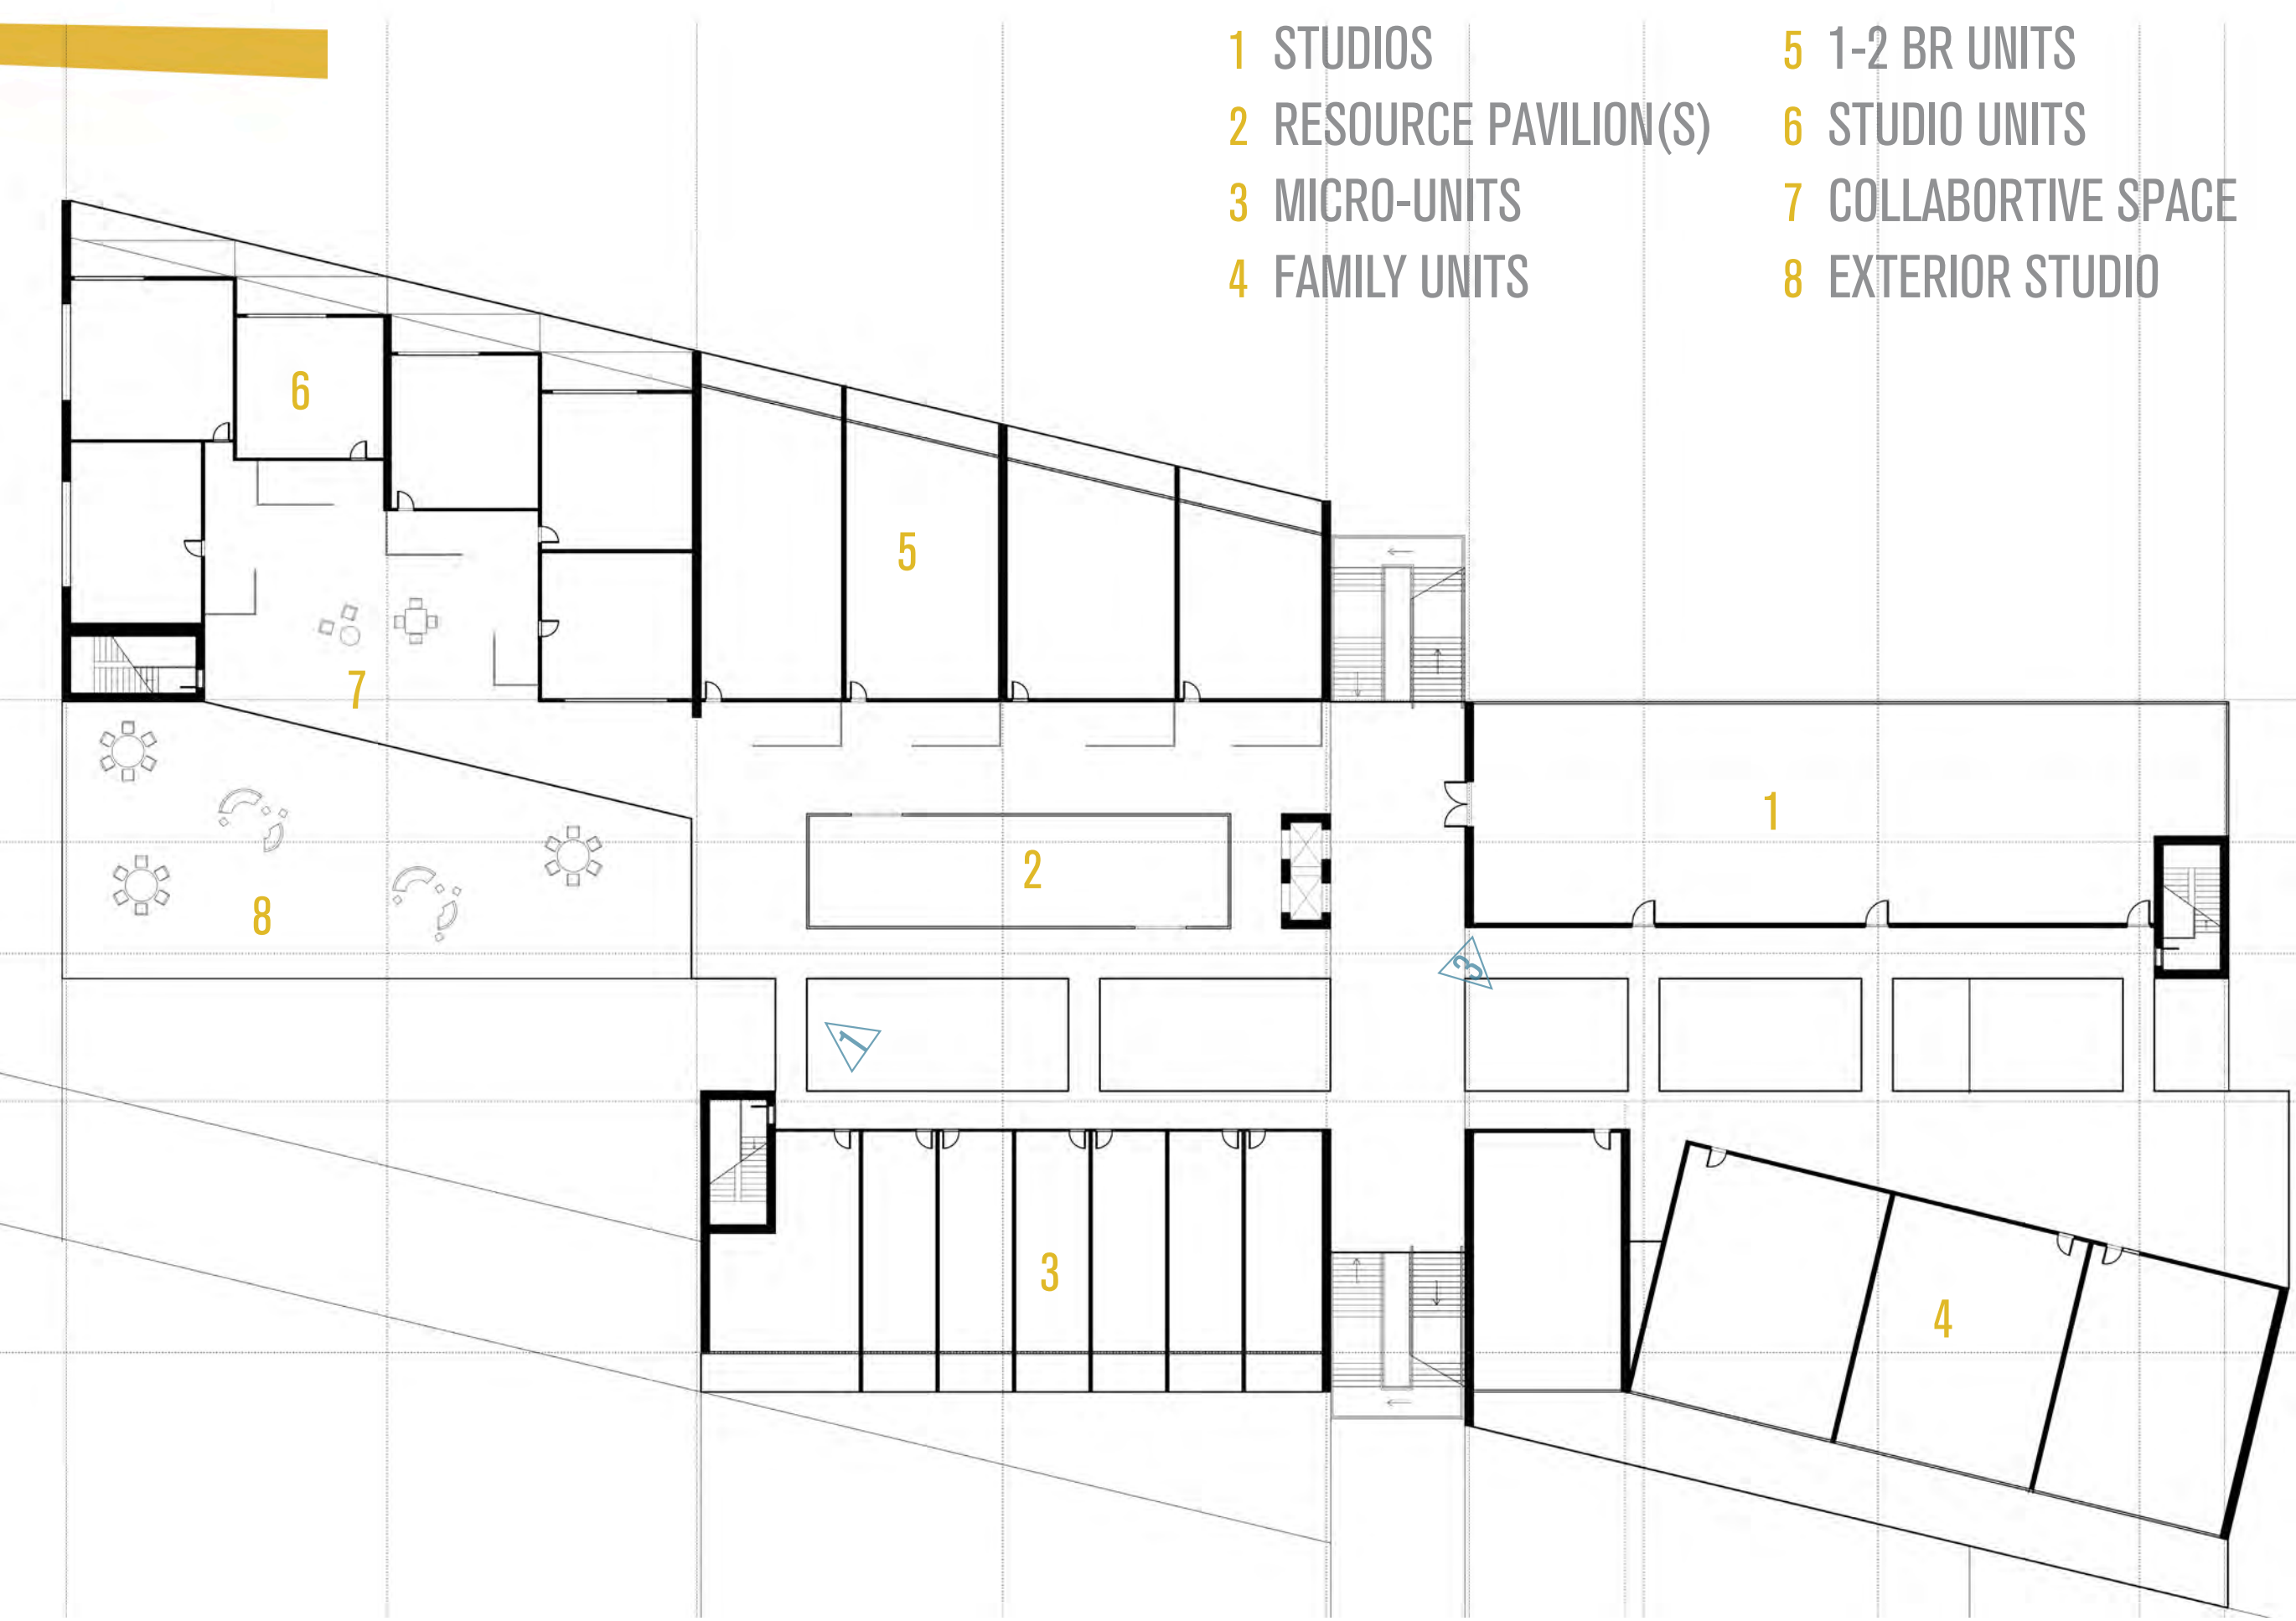 1 STUDIOS
2 RESOURCE PAVILION(S)
3 MICRO-UNITS
4 FAMILY UNITS
5 1-2 BR UNITS
6 STUDIO UNITS
7 COLLABORTIVE SPACE
8 EXTERIOR STUDIO
6
5
7
1
2
8
3
1
3
4